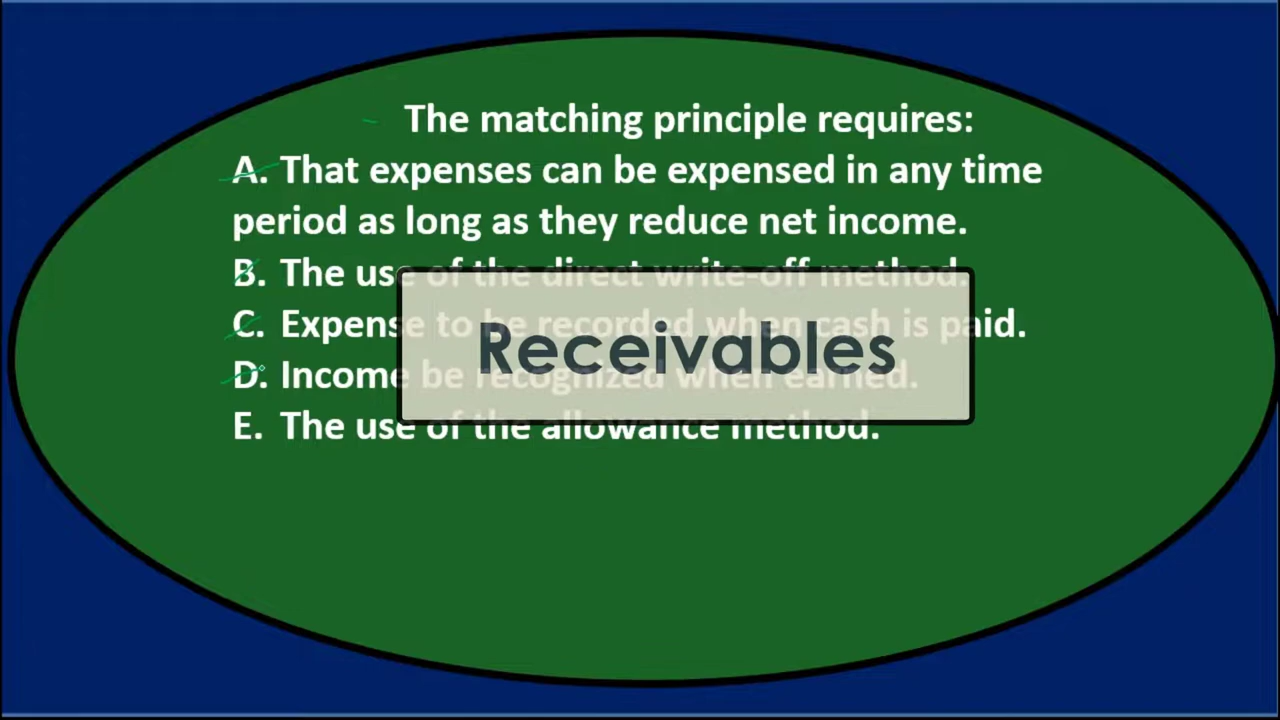 The matching principle requires:
A. That expenses can be expensed in any time
period as long as they reduce net income.
B. The use of the direct write-off method.
C. Expense to be recorded when cash is paid.
D. Income be recognized when earned.
E. The use of the allowance method.
Receivables